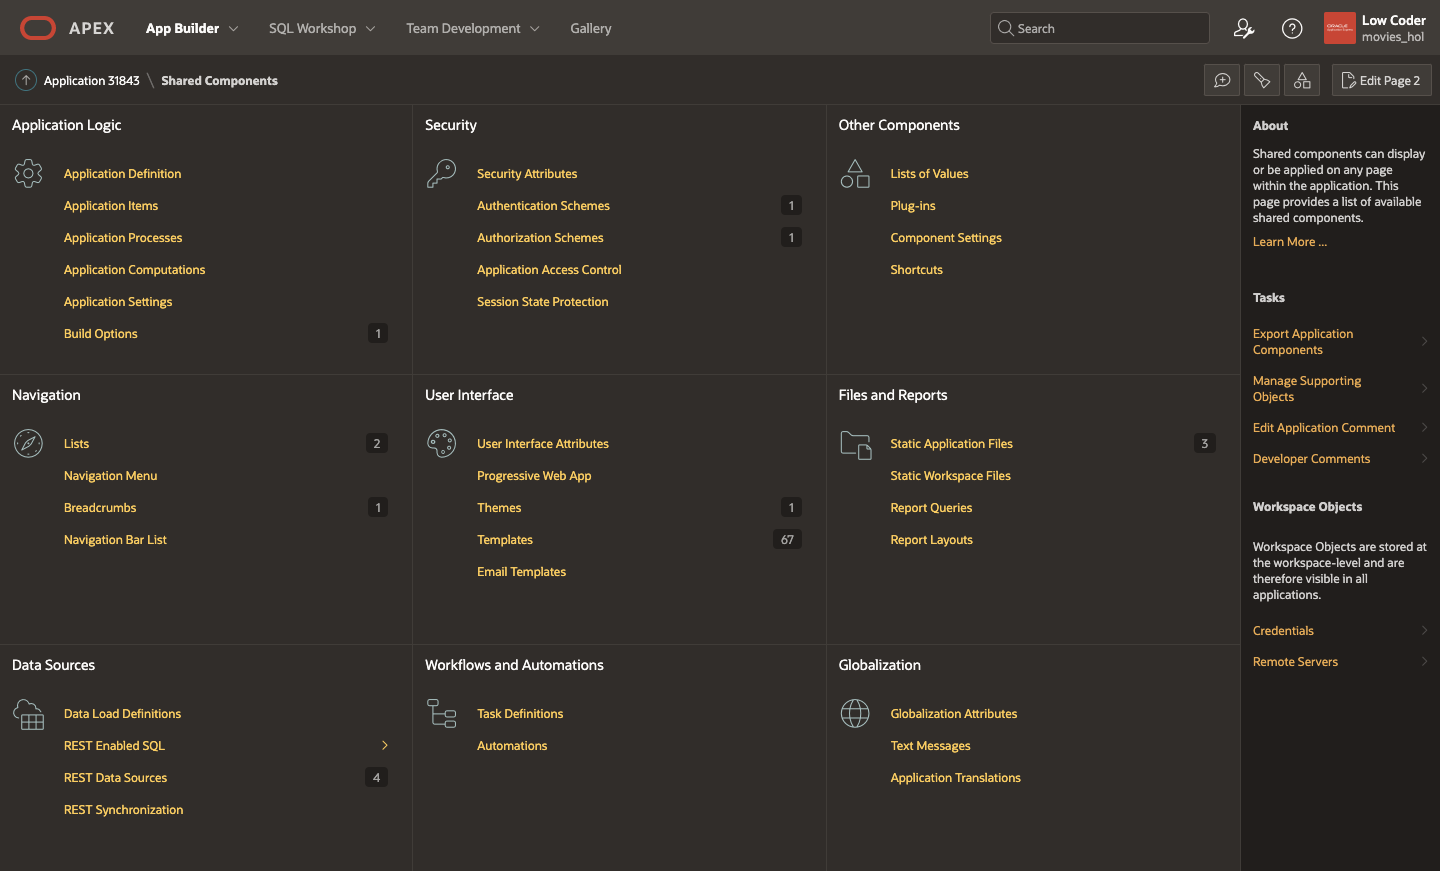 APEX
App Builder
SQL Workshop
Team Development
Gallery
Search
Low Coder
movies_hol
Application 31843
Shared Components
Edit Page 2
Application Logic
Application Definition
Application Items
Application Processes
Application Computations
Application Settings
Build Options 1
Security
Security Attributes
Authentication Schemes 1
Authorization Schemes 1
Application Access Control
Session State Protection
Other Components
Lists of Values
Plug-ins
Component Settings
Shortcuts
Navigation
Lists 2
Navigation Menu
Breadcrumbs 1
Navigation Bar List
User Interface
User Interface Attributes
Progressive Web App
Themes 1
Templates 67
Email Templates
Files and Reports
Static Application Files 3
Static Workspace Files
Report Queries
Report Layouts
Data Sources
Data Load Definitions
REST Enabled SQL
REST Data Sources 4
REST Synchronization
Workflows and Automations
Task Definitions
Automations
Globalization
Globalization Attributes
Text Messages
Application Translations
About
Shared components can display
or be applied on any page
within the application. This
page provides a list of available
shared components.
Learn More ...
Tasks
Export Application
Components
Manage Supporting
Objects
Edit Application Comment
Developer Comments
Workspace Objects
Workspace Objects are stored at
the workspace-level and are
therefore visible in all
applications.
Credentials
Remote Servers